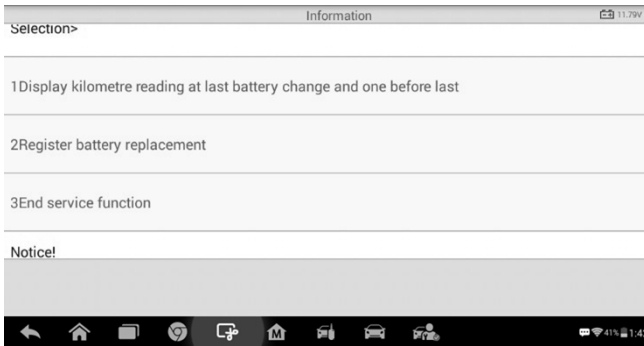 Information
11.79V
Selection>
1Display kilometre reading at last battery change and one before last
2Register battery replacement
3End service function
Notice!
M
41%